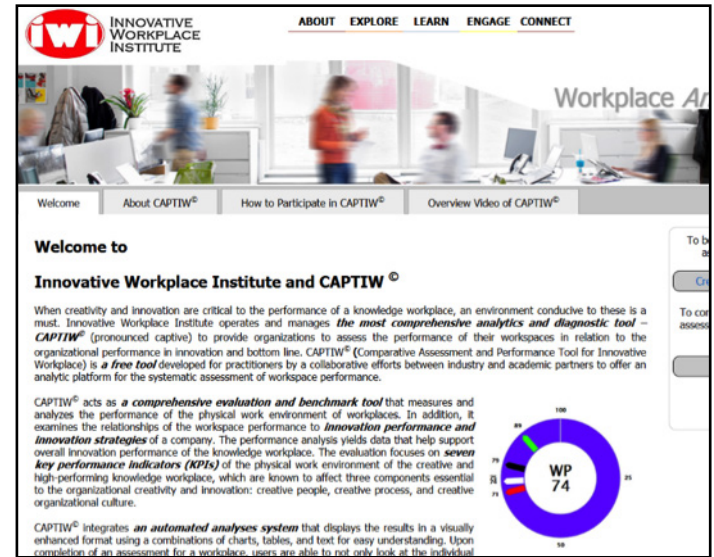 iwi
INNOVATIVE
WORKPLACE
INSTITUTE
ABOUT EXPLORE LEARN ENGAGE CONNECT
Workplace
Welcome About CAPTIW© How to Participate in CAPTIW© Overview Video of CAPTIW©
Welcome to
Innovative Workplace Institute and CAPTIW ©
When creativity and innovation are critical to the performance of a knowledge workplace, an environment conducive to these is a
must. Innovative Workplace Institute operates and manages the most comprehensive analytics and diagnostic tool –
CAPTIW© (pronounced captive) to provide organizations to assess the performance of their workspaces in relation to the
organizational performance in innovation and bottom line. CAPTIW© (Comparative Assessment and Performance Tool for Innovative
Workplace) is a free tool developed for practitioners by a collaborative efforts between industry and academic partners to offer an
analytic platform for the systematic assessment of workspace performance.
CAPTIW© acts as a comprehensive evaluation and benchmark tool that measures and
analyzes the performance of the physical work environment of workplaces. In addition, it
examines the relationships of the workspace performance to innovation performance and
innovation strategies of a company. The performance analysis yields data that help support
overall innovation performance of the knowledge workplace. The evaluation focuses on seven
key performance indicators (KPIs) of the physical work environment of the creative and
high-performing knowledge workplace, which are known to affect three components essential
to the organizational creativity and innovation: creative people, creative process, and creative
organizational culture.
CAPTIW© integrates an automated analyses system that displays the results in a visually
enhanced format using a combinations of charts, tables, and text for easy understanding. Upon
completion of an assessment for a workplace, users are able to not only look at the individual
To
To
assess
100
89
79
71
WP
74
25
50